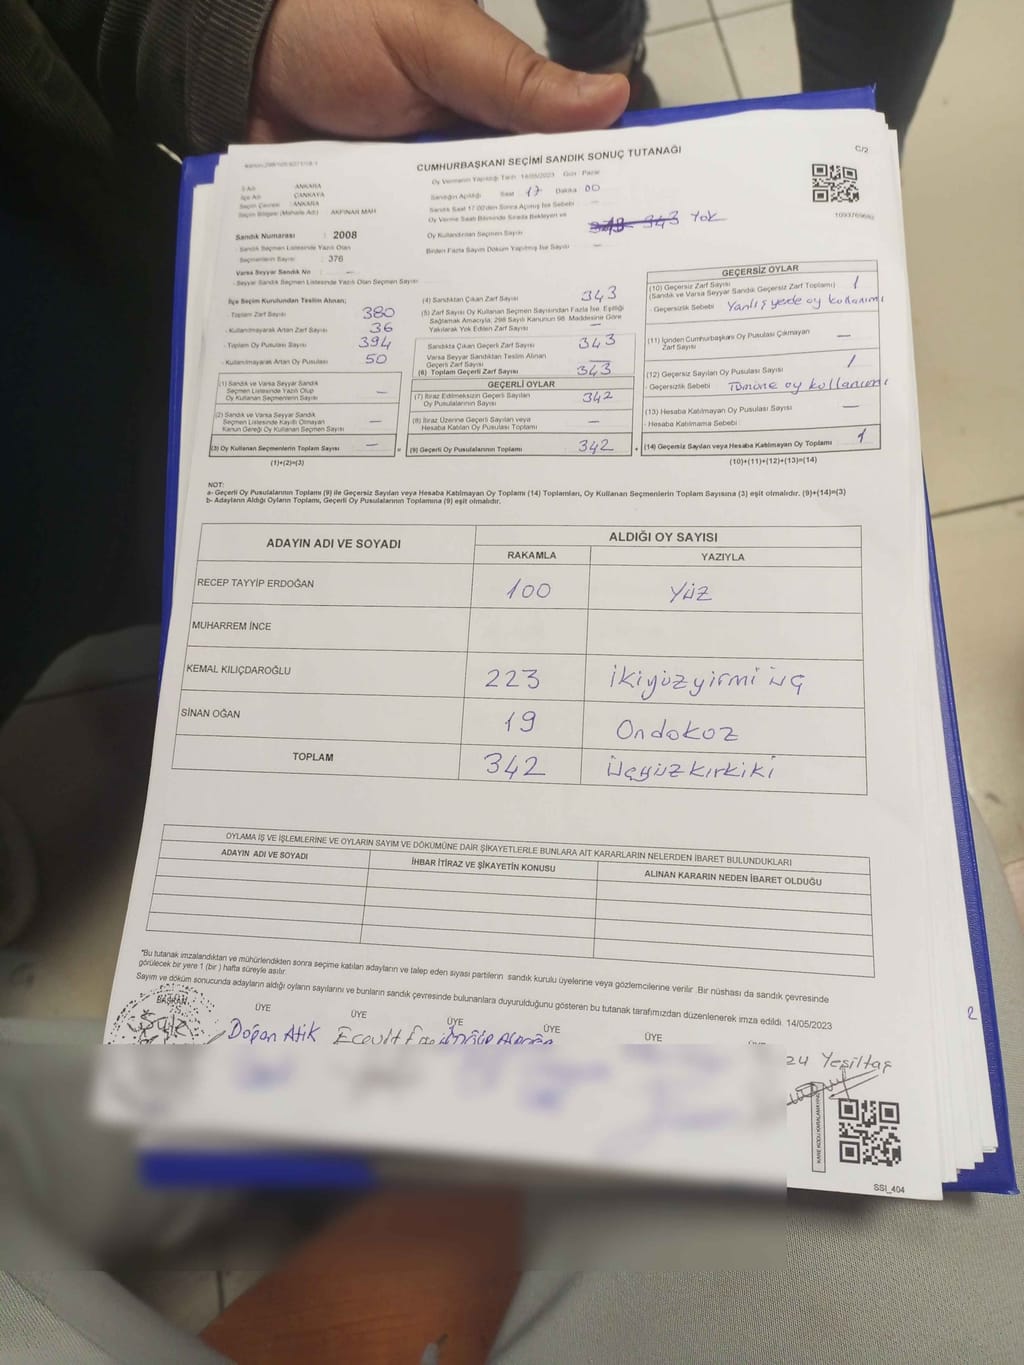 CUMHURBAŞKANI SEÇİMİ SANDIK SONUÇ TUTANAĞI
C/2
İl Adı : ANKARA
İlçe Adı : ÇANKAYA
Seçim Çevresi : ANKARA
Seçim Bölgesi (Mahalle Adı) : AKPINAR MAH
Oy Vermenin Yapıldığı Tarih : 14/05/2023 Gün : Pazar
Sandığın Açıldığı Saat 17 Dakika 00
Sandık Saat 17.00'den Sonra Açılmış İse Sebebi : —
Oy Verme Saati Bitiminde Sırada Bekleyen ve
Oy Kullandırılan Seçmen Sayısı 343 Yok
Birden Fazla Sayım Döküm Yapılmış İse Sayısı —
Sandık Numarası : 2008
- Sandık Seçmen Listesinde Yazılı Olan
Seçmenlerin Sayısı : 376
Varsa Seyyar Sandık No : —
- Seyyar Sandık Seçmen Listesinde Yazılı Olan Seçmen Sayısı
İlçe Seçim Kurulundan Teslim Alınan;
- Toplam Zarf Sayısı 380
- Kullanılmayarak Artan Zarf Sayısı 36
- Toplam Oy Pusulası Sayısı 394
- Kullanılmayarak Artan Oy Pusulası 50
(1) Sandık ve Varsa Seyyar Sandık
Seçmen Listesinde Yazılı Olup
Oy Kullanan Seçmenlerin Sayısı —
(2) Sandık ve Varsa Seyyar Sandık
Seçmen Listesinde Kayıtlı Olmayan
Kanun Gereği Oy Kullanan Seçmen Sayısı —
(3) Oy Kullanan Seçmenlerin Toplam Sayısı —
(1)+(2)=(3)
(4) Sandıktan Çıkan Zarf Sayısı 343
(5) Zarf Sayısı Oy Kullanan Seçmen Sayısından Fazla İse, Eşitliği
Sağlamak Amacıyla; 298 Sayılı Kanunun 98. Maddesine Göre
Yakılarak Yok Edilen Zarf Sayısı —
Sandıkta Çıkan Geçerli Zarf Sayısı 343
Varsa Seyyar Sandıktan Teslim Alınan
Geçerli Zarf Sayısı —
(6) Toplam Geçerli Zarf Sayısı 343
GEÇERLİ OYLAR
(7) İtiraz Edilmeksizin Geçerli Sayılan
Oy Pusulalarının Sayısı 342
(8) İtiraz Üzerine Geçerli Sayılan veya
Hesaba Katılan Oy Pusulası Toplamı —
(9) Geçerli Oy Pusulalarının Toplamı 342
GEÇERSİZ OYLAR
(10) Geçersiz Zarf Sayısı 1
(Sandık ve Varsa Seyyar Sandık Geçersiz Zarf Toplamı)
- Geçersizlik Sebebi : Yanlış yerde oy kullanımı
(11) İçinden Cumhurbaşkanı Oy Pusulası Çıkmayan
Zarf Sayısı —
(12) Geçersiz Sayılan Oy Pusulası Sayısı 1
- Geçersizlik Sebebi : Tümüne oy kullanımı
(13) Hesaba Katılmayan Oy Pusulası Sayısı —
- Hesaba Katılmama Sebebi :
(14) Geçersiz Sayılan veya Hesaba Katılmayan Oy Toplamı 1
(10)+(11)+(12)+(13)=(14)
NOT:
a- Geçerli Oy Pusulalarının Toplamı (9) ile Geçersiz Sayılan veya Hesaba Katılmayan Oy Toplamı (14) Toplamları, Oy Kullanan Seçmenlerin Toplam Sayısına (3) eşit olmalıdır. (9)+(14)=(3)
b- Adayların Aldığı Oyların Toplamı, Geçerli Oy Pusulalarının Toplamına (9) eşit olmalıdır.
ADAYIN ADI VE SOYADI ALDIĞI OY SAYISI
RAKAMLA YAZIYLA
RECEP TAYYİP ERDOĞAN 100 Yüz
MUHARREM İNCE
KEMAL KILIÇDAROĞLU 223 İkiyüzyirmi üç
SİNAN OĞAN 19 Ondokoz
TOPLAM 342 üçyüzkırkiki
OYLAMA İŞ VE İŞLEMLERİNE VE OYLARIN SAYIM VE DÖKÜMÜNE DAİR ŞİKAYETLERLE BUNLARA AİT KARARLARIN NELERDEN İBARET BULUNDUKLARI
ADAYIN ADI VE SOYADI İHBAR İTİRAZ VE ŞİKAYETİN KONUSU ALINAN KARARIN NEDEN İBARET OLDUĞU
*Bu tutanak imzalandıktan ve mühürlendikten sonra seçime katılan adayların ve talep eden siyasi partilerin sandık kurulu üyelerine veya gözlemcilerine verilir. Bir nüshası da sandık çevresinde
görülecek bir yere 1 (bir) hafta süreyle asılır.
Sayım ve döküm sonucunda adayların aldığı oyların sayılarını ve bunların sandık çevresinde bulunanlara duyurulduğunu gösteren bu tutanak tarafımızdan düzenlenerek imza edildi. 14/05/2023
BAŞKAN ÜYE ÜYE ÜYE ÜYE ÜYE
Şule Doğan Atik Ecevit
Yeşiltaş
KARE KODU KARALAMAYINIZ
SSI_404
2